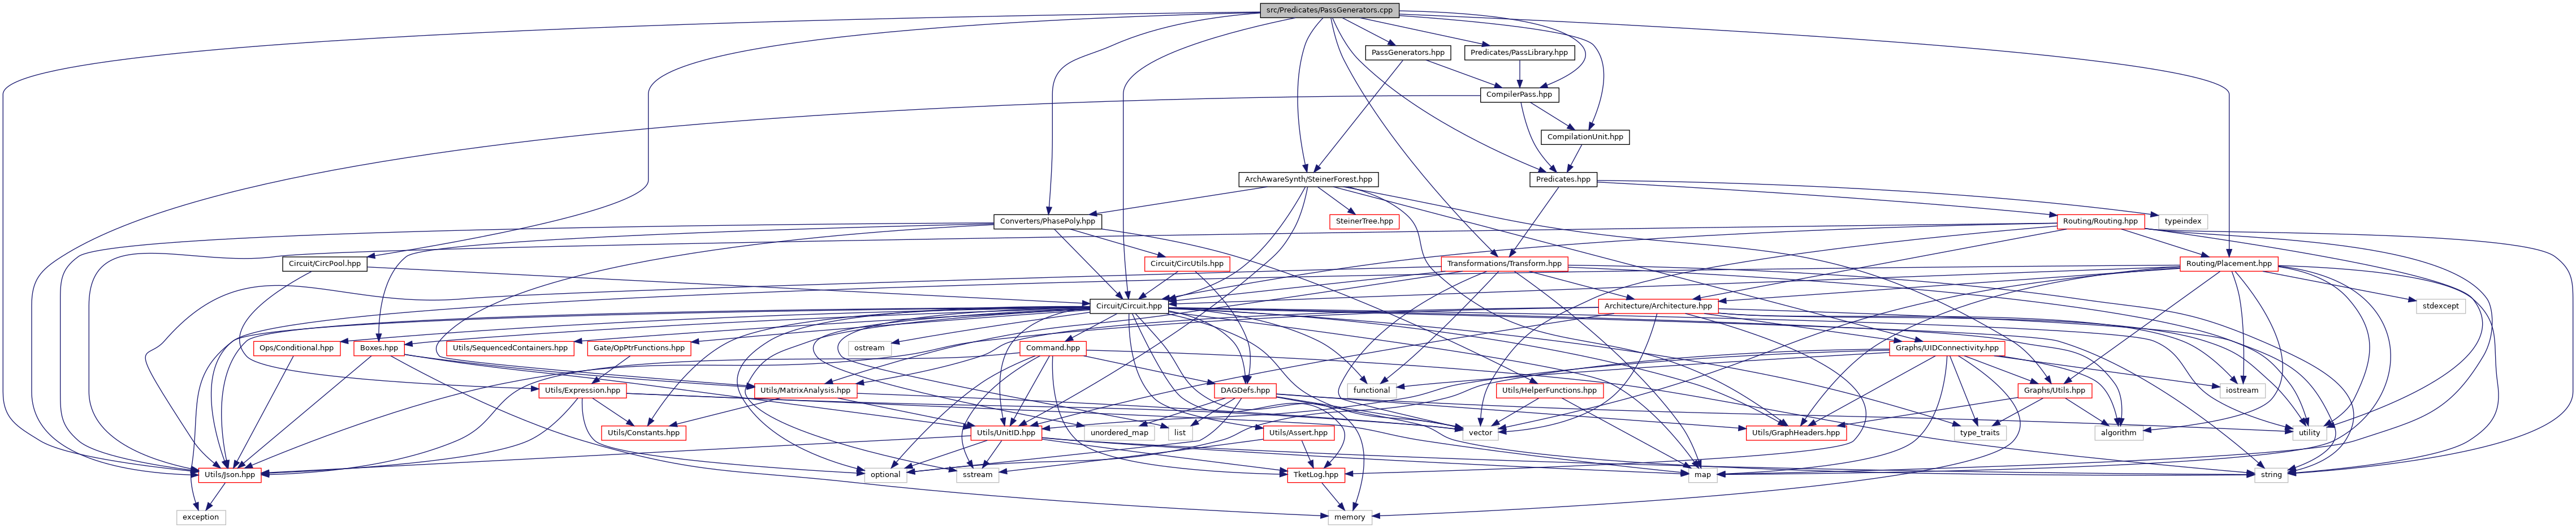 src/Predicates/PassGenerators.cpp
PassGenerators.hpp
Predicates/PassLibrary.hpp
CompilerPass.hpp
CompilationUnit.hpp
ArchAwareSynth/SteinerForest.hpp
Predicates.hpp
Converters/PhasePoly.hpp
SteinerTree.hpp
Routing/Routing.hpp
typeindex
Circuit/CircPool.hpp
Circuit/CircUtils.hpp
Transformations/Transform.hpp
Routing/Placement.hpp
Circuit/Circuit.hpp
Architecture/Architecture.hpp
stdexcept
Ops/Conditional.hpp
Boxes.hpp
Utils/SequencedContainers.hpp
Gate/OpPtrFunctions.hpp
ostream
Command.hpp
Graphs/UIDConnectivity.hpp
Utils/Expression.hpp
Utils/MatrixAnalysis.hpp
DAGDefs.hpp
functional
Utils/HelperFunctions.hpp
Graphs/Utils.hpp
iostream
Utils/Constants.hpp
Utils/UnitID.hpp
unordered_map
list
Utils/Assert.hpp
vector
Utils/GraphHeaders.hpp
type_traits
algorithm
utility
Utils/Json.hpp
optional
sstream
TketLog.hpp
map
string
exception
memory